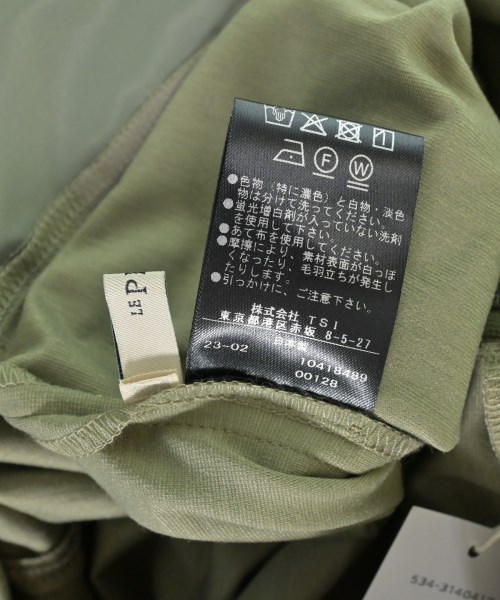 F W
●色物（特に濃色）と白物・淡色
物は分けて洗ってください。
●蛍光増白剤が入っていない洗剤
を使用して下さい。
●あて布を使用してください。
●摩擦により、素材表面が白っぽ
くなったり、毛羽立ちが発生し
たりします。
●引っかけに、ご注意下さい。
株式会社 TSI
東京都港区赤坂 8-5-27
日本製
23-02 10418489
00128
LE P